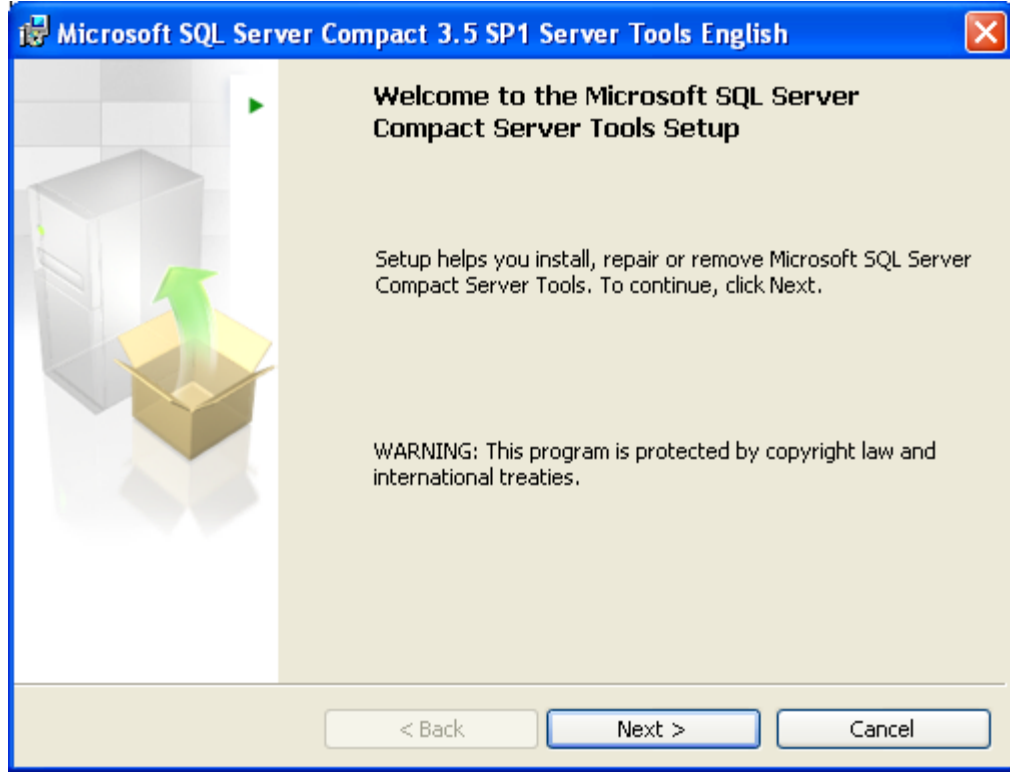 Microsoft SQL Server Compact 3.5 SP1 Server Tools English
Welcome to the Microsoft SQL Server
Compact Server Tools Setup
Setup helps you install, repair or remove Microsoft SQL Server
Compact Server Tools. To continue, click Next.
WARNING: This program is protected by copyright law and
international treaties.
< Back
Next >
Cancel